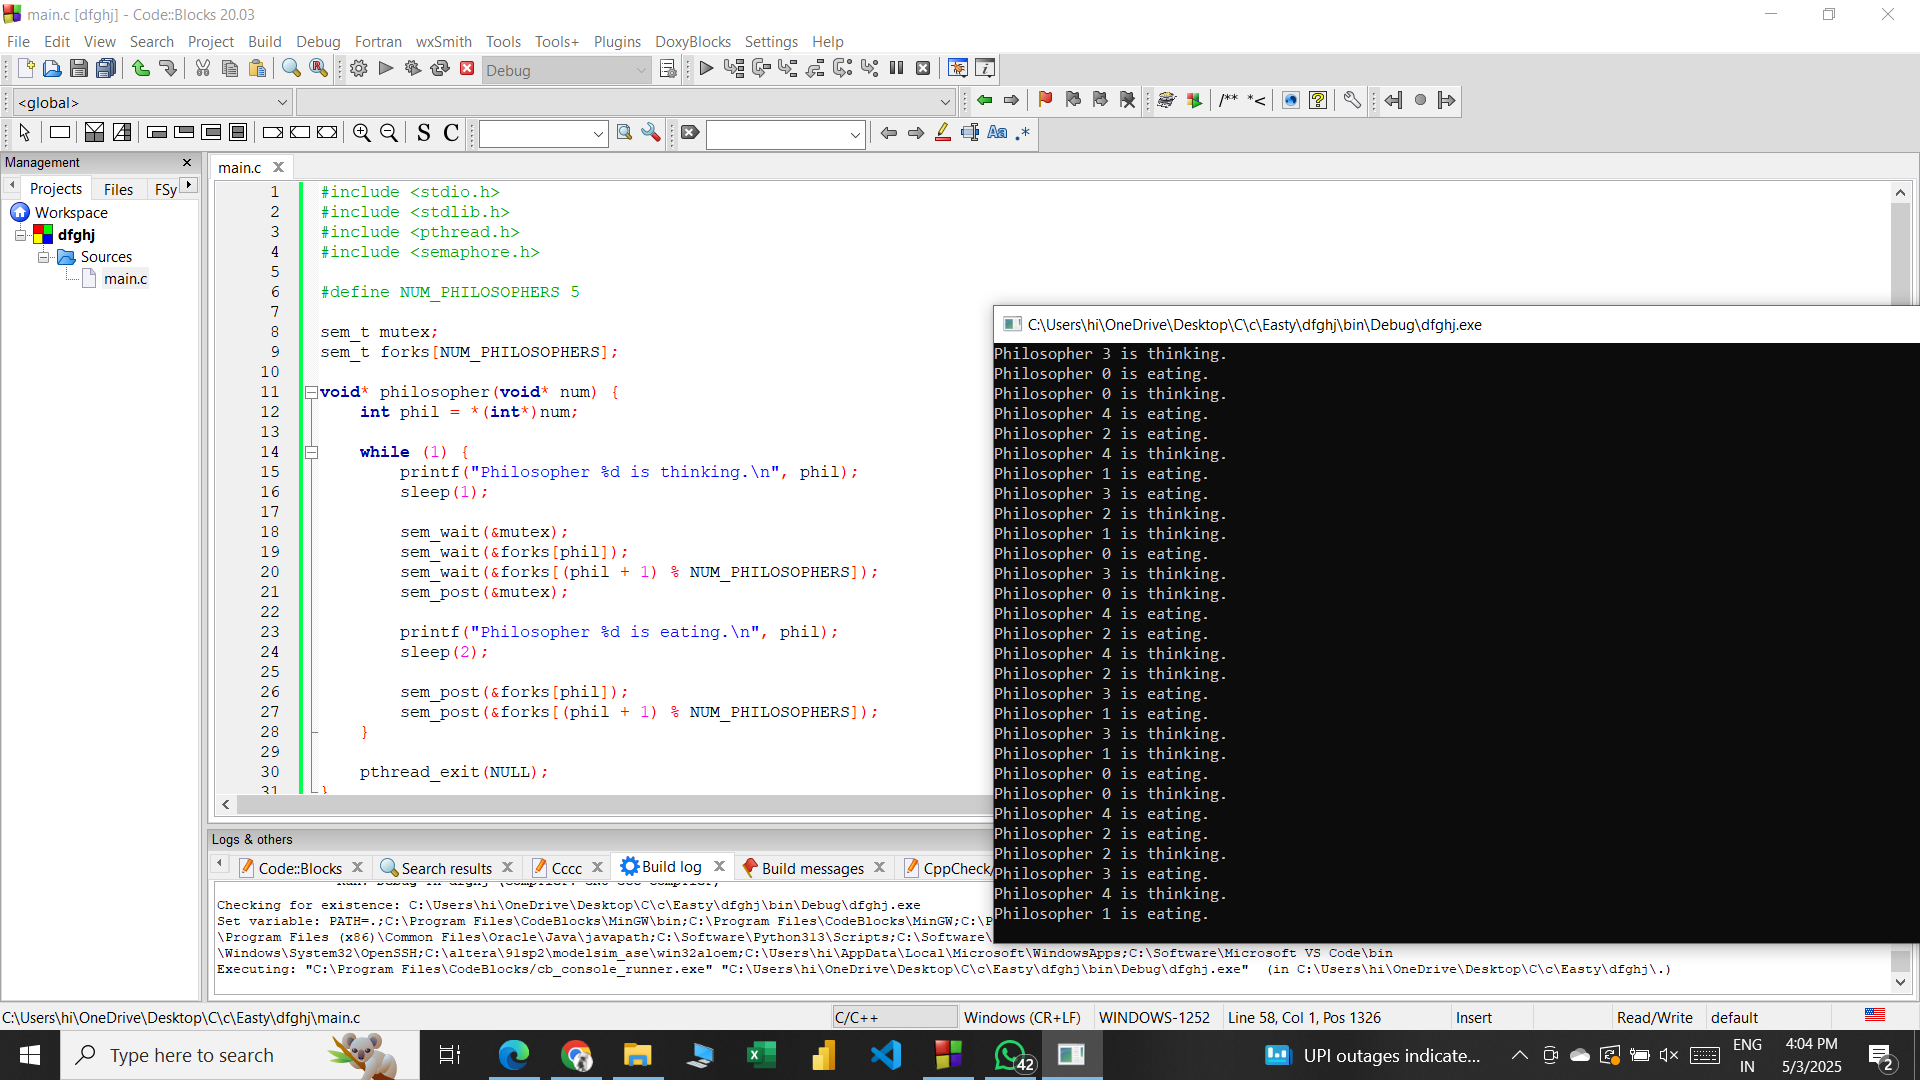 main.c [dfghj] - Code::Blocks 20.03
File Edit View Search Project Build Debug Fortran wxSmith Tools Tools+ Plugins DoxyBlocks Settings Help
Debug
<global>
/** *<
S C
Aa .*
Management
Projects Files FSy
Workspace
dfghj
Sources
main.c
main.c
1 #include <stdio.h>
2 #include <stdlib.h>
3 #include <pthread.h>
4 #include <semaphore.h>
5
6 #define NUM_PHILOSOPHERS 5
7
8 sem_t mutex;
9 sem_t forks[NUM_PHILOSOPHERS];
10
11 void* philosopher(void* num) {
12 int phil = *(int*)num;
13
14 while (1) {
15 printf("Philosopher %d is thinking.\n", phil);
16 sleep(1);
17
18 sem_wait(&mutex);
19 sem_wait(&forks[phil]);
20 sem_wait(&forks[(phil + 1) % NUM_PHILOSOPHERS]);
21 sem_post(&mutex);
22
23 printf("Philosopher %d is eating.\n", phil);
24 sleep(2);
25
26 sem_post(&forks[phil]);
27 sem_post(&forks[(phil + 1) % NUM_PHILOSOPHERS]);
28 }
29
30 pthread_exit(NULL);
31 }
C:\Users\hi\OneDrive\Desktop\C\c\Easty\dfghj\bin\Debug\dfghj.exe
Philosopher 3 is thinking.
Philosopher 0 is eating.
Philosopher 0 is thinking.
Philosopher 4 is eating.
Philosopher 2 is eating.
Philosopher 4 is thinking.
Philosopher 1 is eating.
Philosopher 3 is eating.
Philosopher 2 is thinking.
Philosopher 1 is thinking.
Philosopher 0 is eating.
Philosopher 3 is thinking.
Philosopher 0 is thinking.
Philosopher 4 is eating.
Philosopher 2 is eating.
Philosopher 4 is thinking.
Philosopher 2 is thinking.
Philosopher 3 is eating.
Philosopher 1 is eating.
Philosopher 3 is thinking.
Philosopher 1 is thinking.
Philosopher 0 is eating.
Philosopher 0 is thinking.
Philosopher 4 is eating.
Philosopher 2 is eating.
Philosopher 2 is thinking.
Philosopher 3 is eating.
Philosopher 4 is thinking.
Philosopher 1 is eating.
Logs & others
Code::Blocks Search results Cccc Build log Build messages CppCheck/
Checking for existence: C:\Users\hi\OneDrive\Desktop\C\c\Easty\dfghj\bin\Debug\dfghj.exe
Set variable: PATH=.;C:\Program Files\CodeBlocks\MinGW\bin;C:\Program Files\CodeBlocks\MinGW;C:\P
\Program Files (x86)\Common Files\Oracle\Java\javapath;C:\Software\Python313\Scripts;C:\Software\
\Windows\System32\OpenSSH;C:\altera\91sp2\modelsim_ase\win32aloem;C:\Users\hi\AppData\Local\Microsoft\WindowsApps;C:\Software\Microsoft VS Code\bin
Executing: "C:\Program Files\CodeBlocks/cb_console_runner.exe" "C:\Users\hi\OneDrive\Desktop\C\c\Easty\dfghj\bin\Debug\dfghj.exe" (in C:\Users\hi\OneDrive\Desktop\C\c\Easty\dfghj\.)
C:\Users\hi\OneDrive\Desktop\C\c\Easty\dfghj\main.c C/C++ Windows (CR+LF) WINDOWS-1252 Line 58, Col 1, Pos 1326 Insert Read/Write default
Type here to search
42
UPI outages indicate...
ENG
IN
4:04 PM
5/3/2025
2